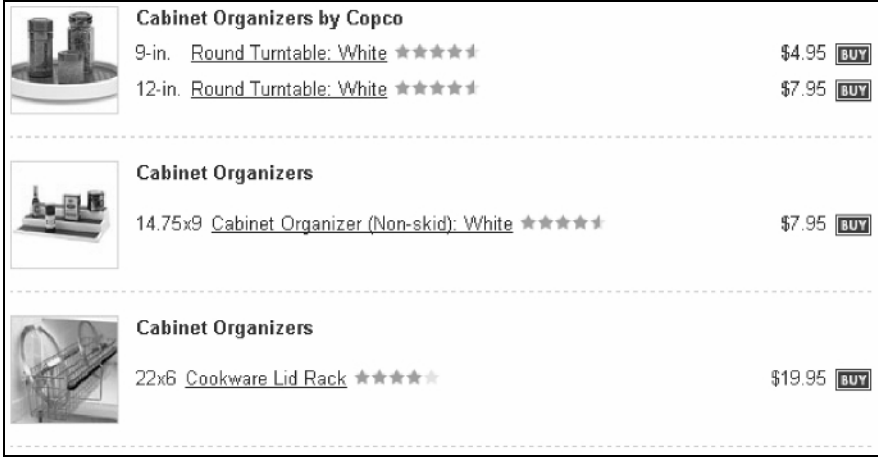 Cabinet Organizers by Copco
9-in. Round Turntable: White $4.95 BUY
12-in. Round Turntable: White $7.95 BUY
Cabinet Organizers
14.75x9 Cabinet Organizer (Non-skid): White $7.95 BUY
Cabinet Organizers
22x6 Cookware Lid Rack $19.95 BUY